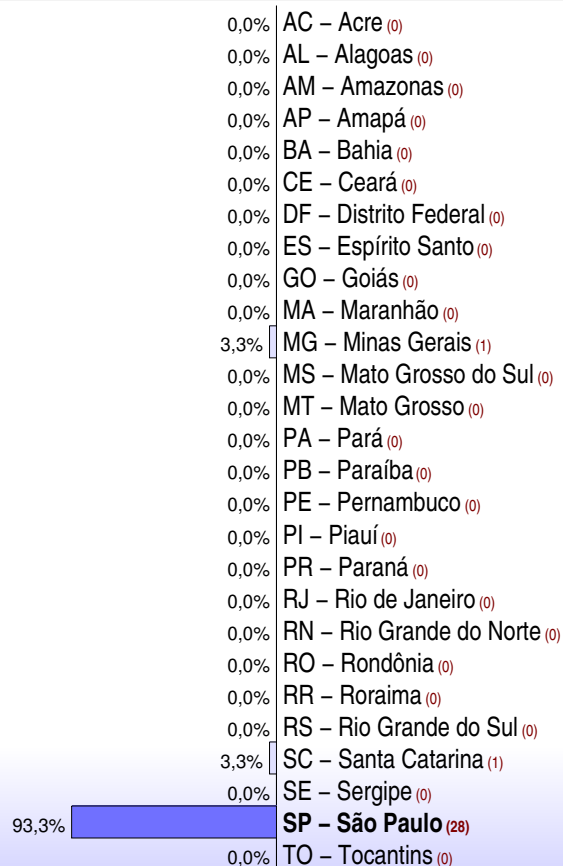 0,0% AC – Acre (0)
0,0% AL – Alagoas (0)
0,0% AM – Amazonas (0)
0,0% AP – Amapá (0)
0,0% BA – Bahia (0)
0,0% CE – Ceará (0)
0,0% DF – Distrito Federal (0)
0,0% ES – Espírito Santo (0)
0,0% GO – Goiás (0)
0,0% MA – Maranhão (0)
3,3% MG – Minas Gerais (1)
0,0% MS – Mato Grosso do Sul (0)
0,0% MT – Mato Grosso (0)
0,0% PA – Pará (0)
0,0% PB – Paraíba (0)
0,0% PE – Pernambuco (0)
0,0% PI – Piauí (0)
0,0% PR – Paraná (0)
0,0% RJ – Rio de Janeiro (0)
0,0% RN – Rio Grande do Norte (0)
0,0% RO – Rondônia (0)
0,0% RR – Roraima (0)
0,0% RS – Rio Grande do Sul (0)
3,3% SC – Santa Catarina (1)
0,0% SE – Sergipe (0)
93,3% SP – São Paulo (28)
0,0% TO – Tocantins (0)